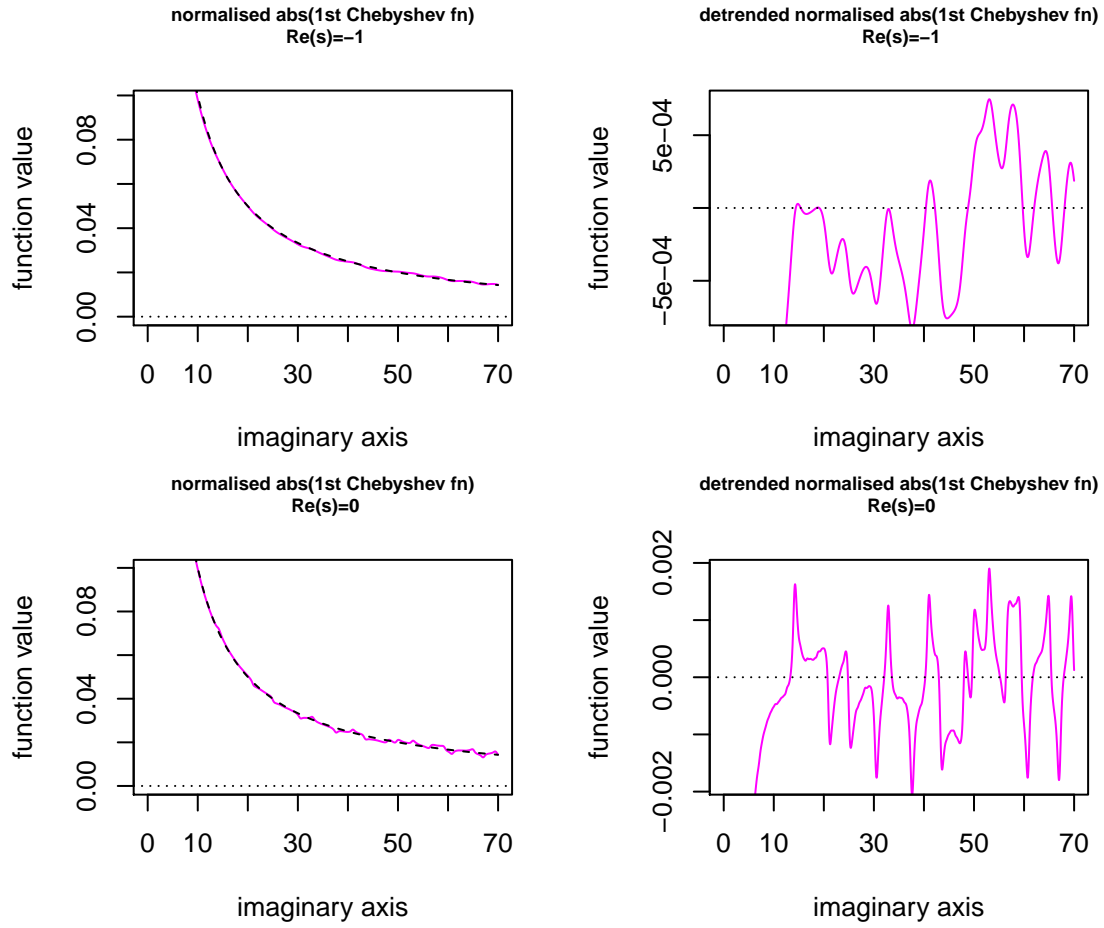 normalised abs(1st Chebyshev fn)
Re(s)=−1
function value
0.00
0.04
0.08
0 10 30 50 70
imaginary axis
detrended normalised abs(1st Chebyshev fn)
Re(s)=−1
function value
−5e−04
5e−04
0 10 30 50 70
imaginary axis
normalised abs(1st Chebyshev fn)
Re(s)=0
function value
0.00
0.04
0.08
0 10 30 50 70
imaginary axis
detrended normalised abs(1st Chebyshev fn)
Re(s)=0
function value
−0.002
0.000
0.002
0 10 30 50 70
imaginary axis